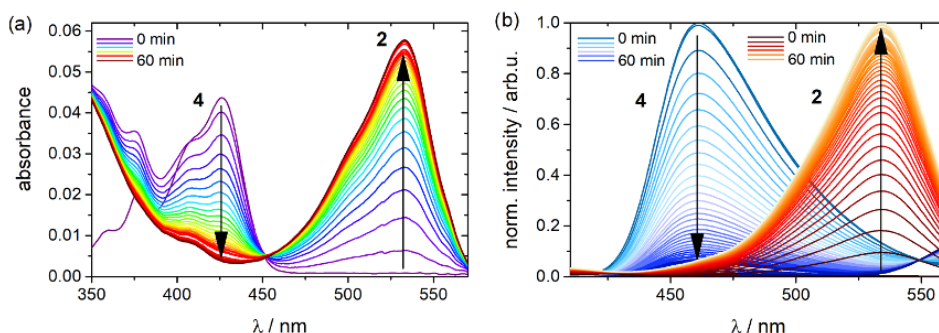 (a)
0.06
0.05
0.04
0.03
0.02
0.01
0.00
absorbance
0 min
60 min
4
2
350
400
450
500
550
λ / nm
(b)
1.0
0.8
0.6
0.4
0.2
0.0
norm. intensity / arb.u.
0 min
60 min
0 min
60 min
4
2
450
500
550
λ / nm